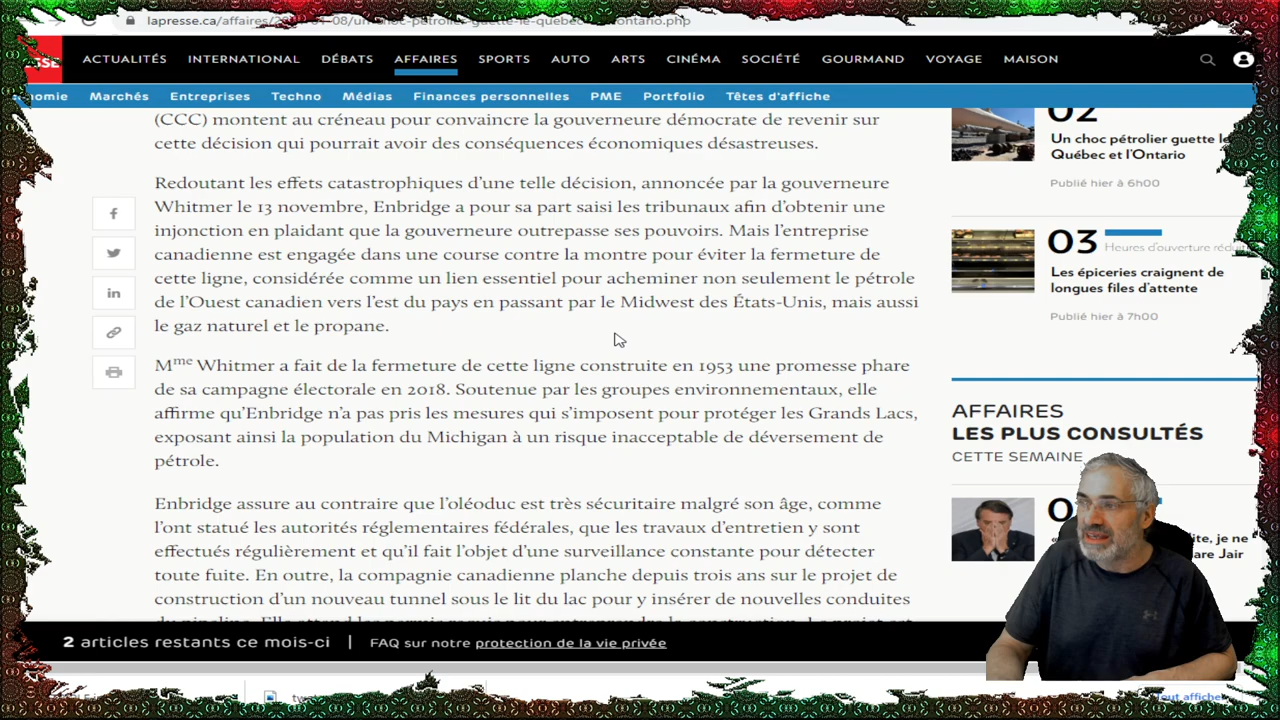 lapresse.ca/affaires/
ACTUALITÉS INTERNATIONAL DÉBATS AFFAIRES SPORTS AUTO ARTS CINÉMA SOCIÉTÉ GOURMAND VOYAGE MAISON
Marchés Entreprises Techno Médias Finances personnelles PME Portfolio Têtes d'affiche
(CCC) montent au créneau pour convaincre la gouverneure démocrate de revenir sur
cette décision qui pourrait avoir des conséquences économiques désastreuses.
Redoutant les effets catastrophiques d'une telle décision, annoncée par la gouverneure
Whitmer le 13 novembre, Enbridge a pour sa part saisi les tribunaux afin d'obtenir une
injonction en plaidant que la gouverneure outrepasse ses pouvoirs. Mais l'entreprise
canadienne est engagée dans une course contre la montre pour éviter la fermeture de
cette ligne, considérée comme un lien essentiel pour acheminer non seulement le pétrole
de l'Ouest canadien vers l'est du pays en passant par le Midwest des États-Unis, mais aussi
le gaz naturel et le propane.
Mme Whitmer a fait de la fermeture de cette ligne construite en 1953 une promesse phare
de sa campagne électorale en 2018. Soutenue par les groupes environnementaux, elle
affirme qu'Enbridge n'a pas pris les mesures qui s'imposent pour protéger les Grands Lacs,
exposant ainsi la population du Michigan à un risque inacceptable de déversement de
pétrole.
Enbridge assure au contraire que l'oléoduc est très sécuritaire malgré son âge, comme
l'ont statué les autorités réglementaires fédérales, que les travaux d'entretien y sont
effectués régulièrement et qu'il fait l'objet d'une surveillance constante pour détecter
toute fuite. En outre, la compagnie canadienne planche depuis trois ans sur le projet de
construction d'un nouveau tunnel sous le lit du lac pour y insérer de nouvelles conduites
02
Un choc pétrolier guette le
Québec et l'Ontario
Publié hier à 6h00
03
Heures d'ouverture
Les épiceries craignent de
longues files d'attente
Publié hier à 7h00
AFFAIRES
LES PLUS CONSULTÉS
CETTE SEMAINE
je ne
Jair
2 articles restants ce mois-ci | FAQ sur notre protection de la vie privée